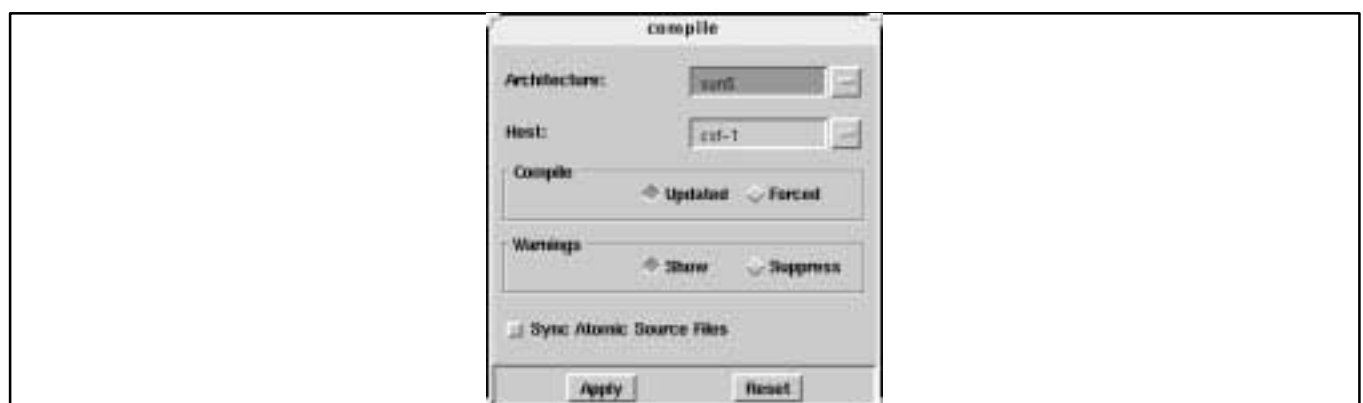 compile
Architecture: sun5
Host: csf-1
Compile
Updated Forced
Warnings
Show Suppress
Sync Atomic Source Files
Apply Reset